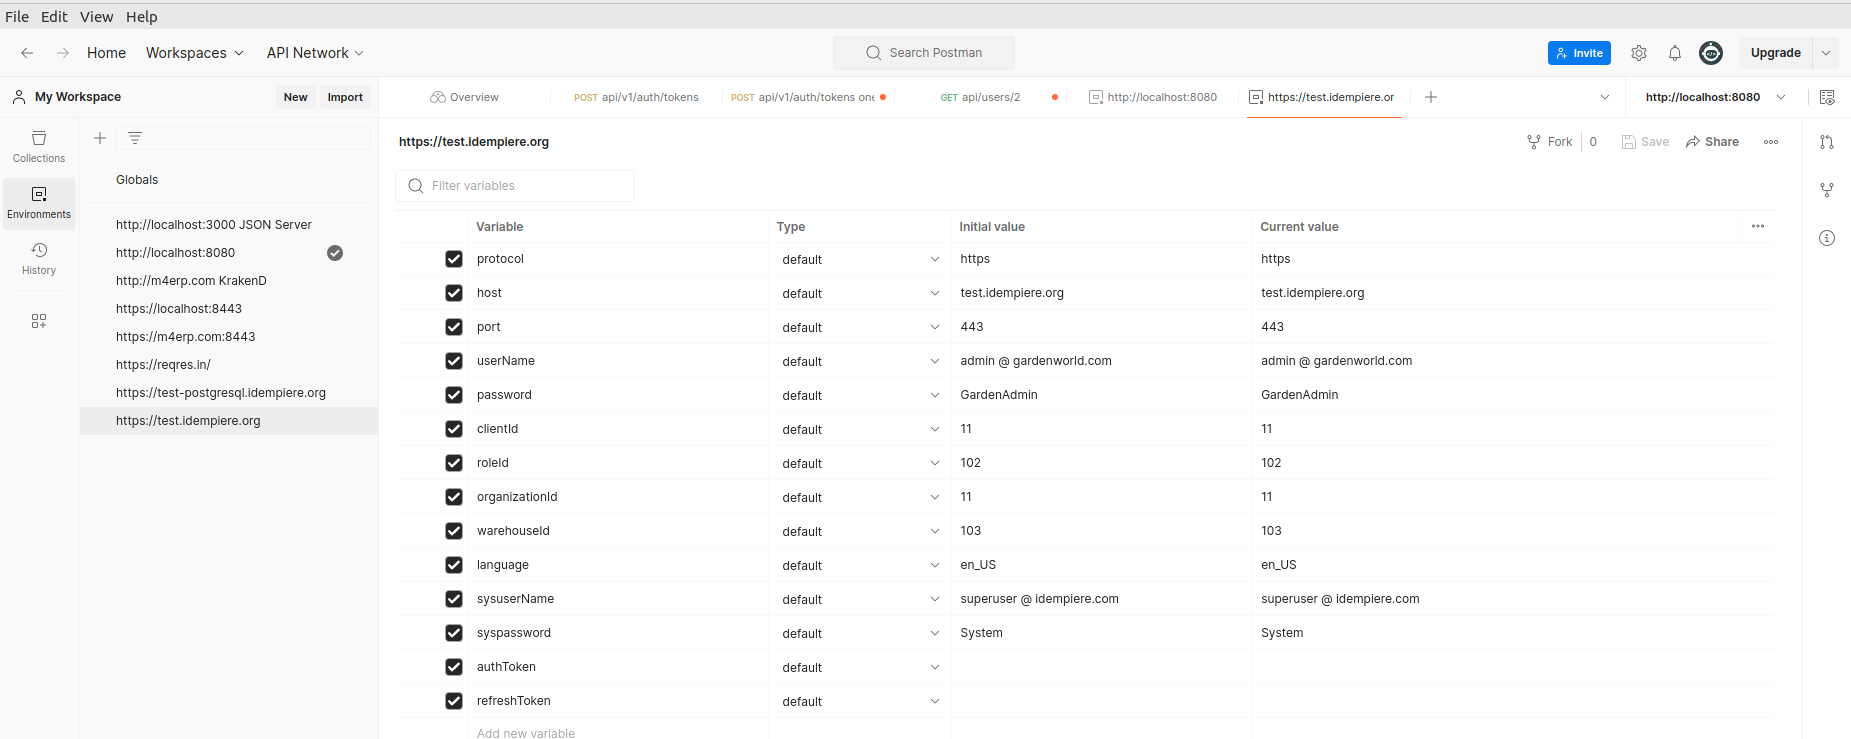 File Edit View Help
Home Workspaces API Network Search Postman Invite Upgrade
My Workspace New Import Overview POST api/v1/auth/tokens POST api/v1/auth/tokens one GET api/users/2 http://localhost:8080 https://test.idempiere.or http://localhost:8080
https://test.idempiere.org Fork 0 Save Share
Collections
Environments
History
Globals
http://localhost:3000 JSON Server
http://localhost:8080
http://m4erp.com KrakenD
https://localhost:8443
https://m4erp.com:8443
https://reqres.in/
https://test-postgresql.idempiere.org
https://test.idempiere.org
Filter variables
Variable Type Initial value Current value
protocol default https https
host default test.idempiere.org test.idempiere.org
port default 443 443
userName default admin @ gardenworld.com admin @ gardenworld.com
password default GardenAdmin GardenAdmin
clientId default 11 11
roleId default 102 102
organizationId default 11 11
warehouseId default 103 103
language default en_US en_US
sysuserName default superuser @ idempiere.com superuser @ idempiere.com
syspassword default System System
authToken default
refreshToken default
Add new variable